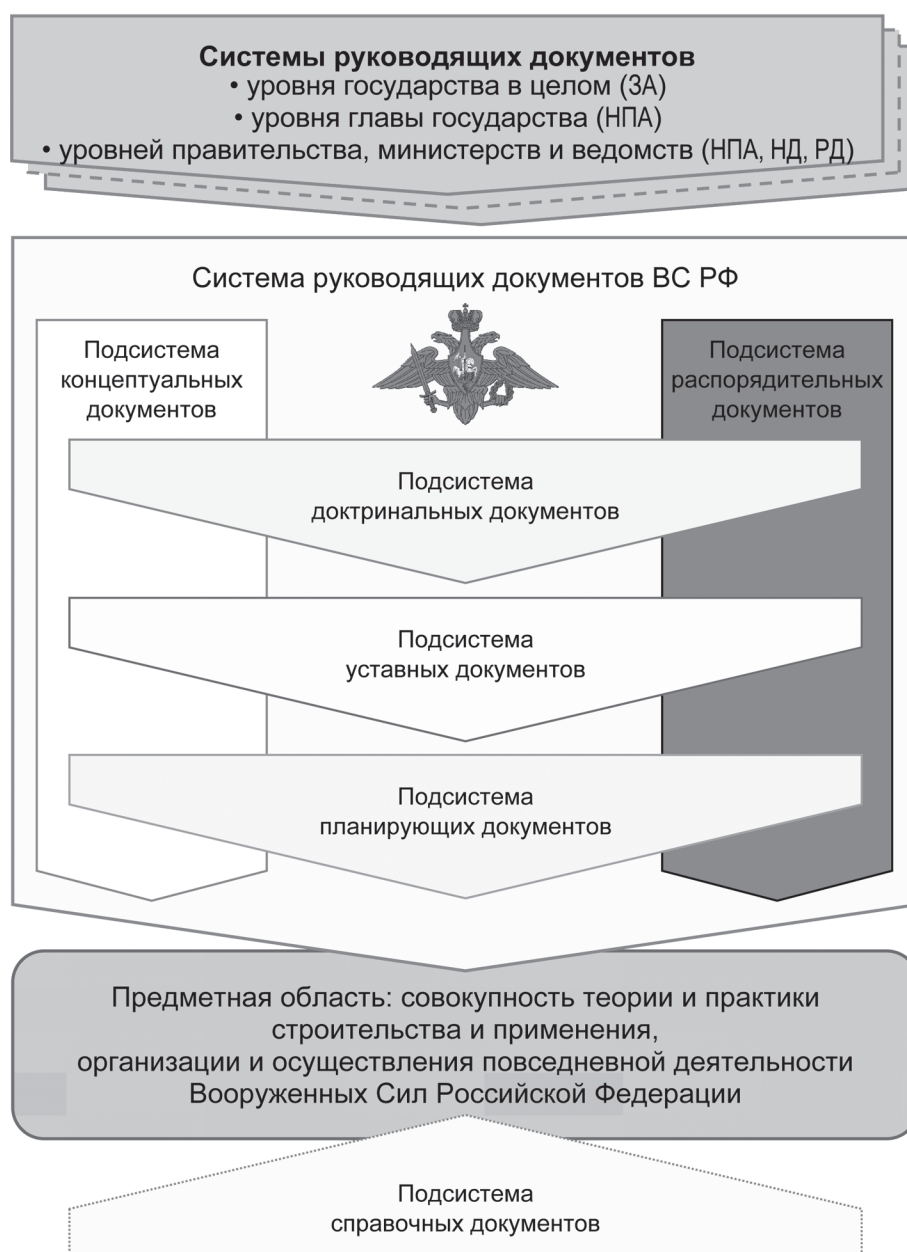 Системы руководящих документов
• уровня государства в целом (ЗА)
• уровня главы государства (НПА)
• уровней правительства, министерств и ведомств (НПА, НД, РД)
Система руководящих документов ВС РФ
Подсистема
концептуальных
документов
Подсистема
распорядительных
документов
Подсистема
доктринальных документов
Подсистема
уставных документов
Подсистема
планирующих документов
Предметная область: совокупность теории и практики
строительства и применения,
организации и осуществления повседневной деятельности
Вооруженных Сил Российской Федерации
Подсистема
справочных документов